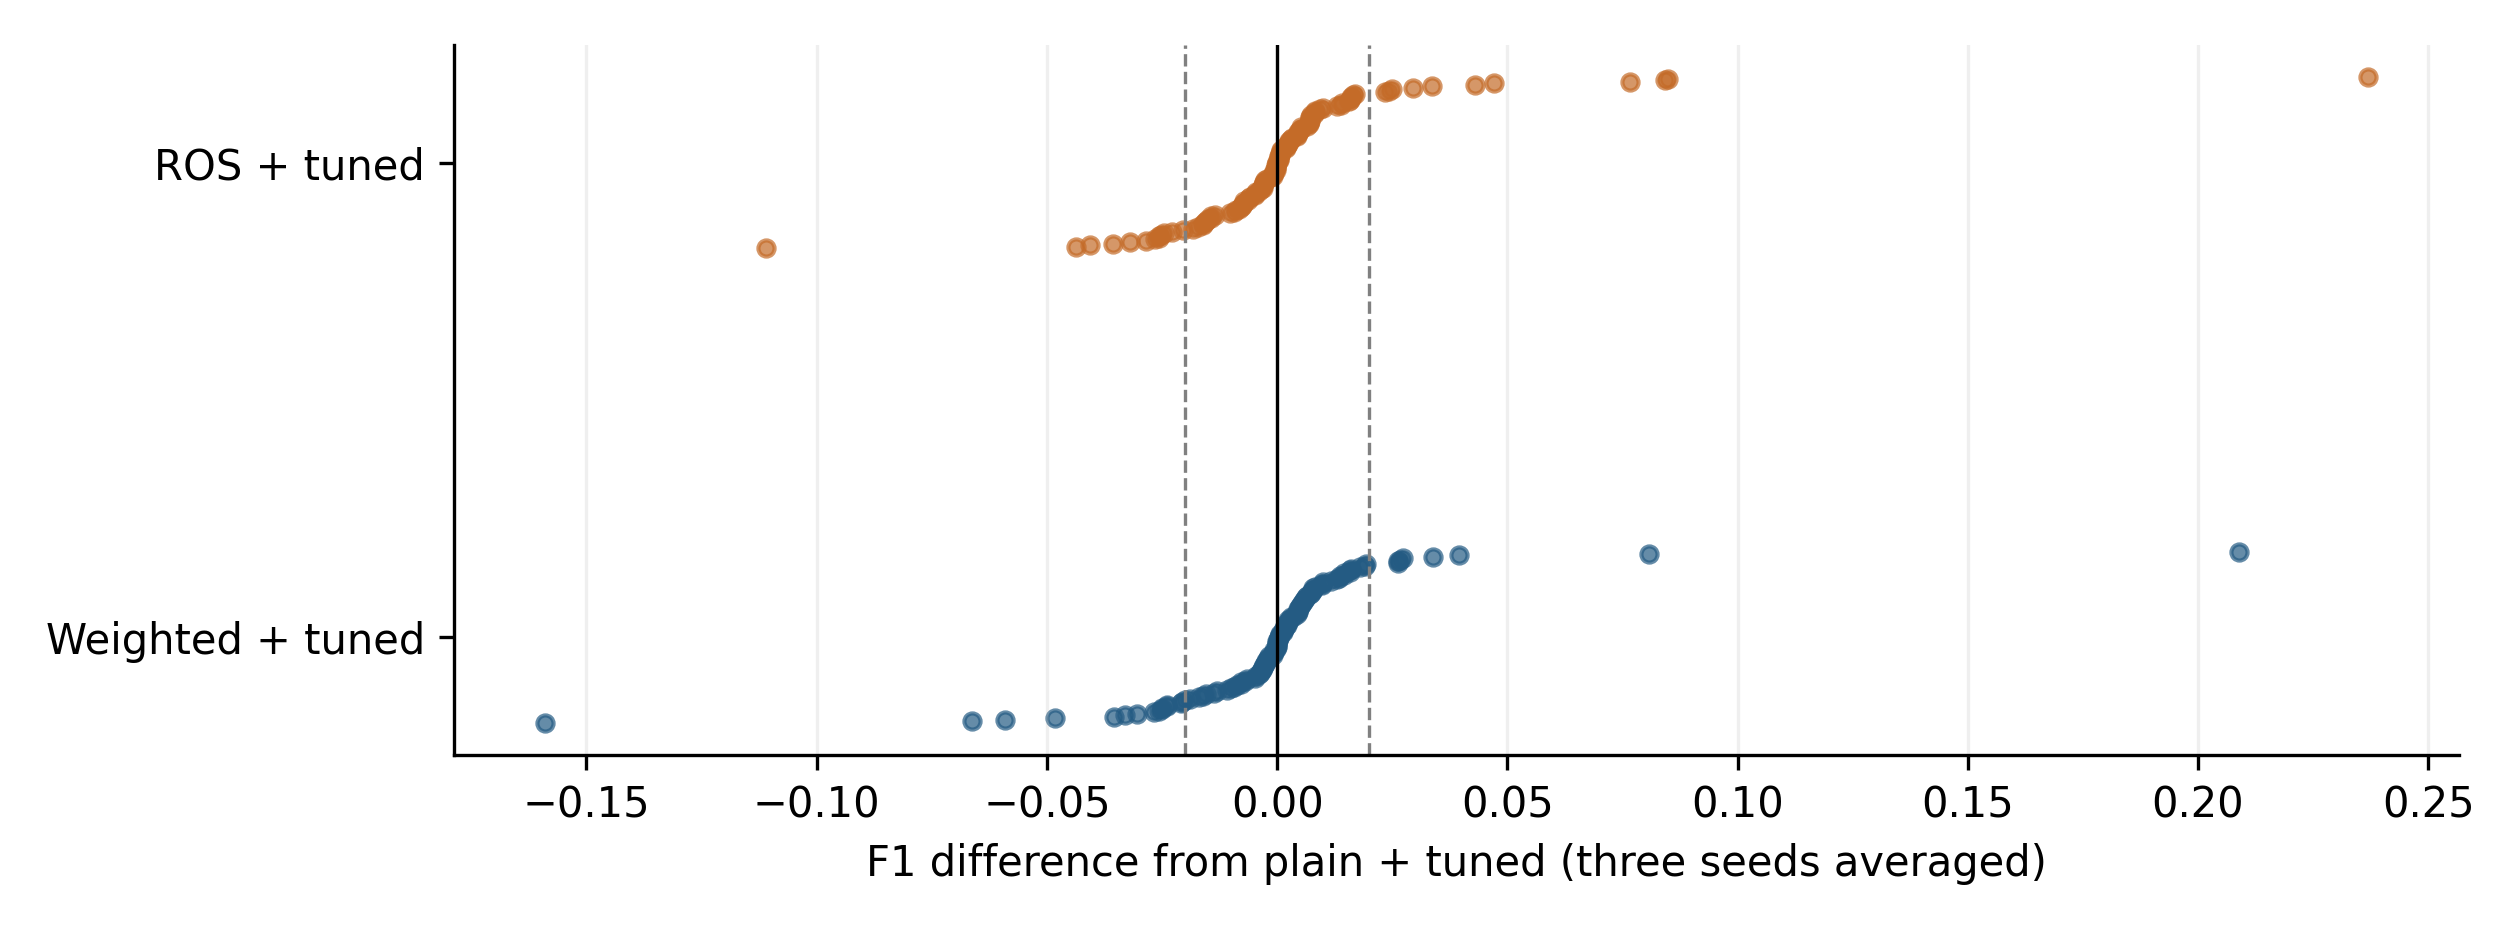 ROS + tuned
Weighted + tuned
−0.15 −0.10 −0.05 0.00 0.05 0.10 0.15 0.20 0.25
F1 difference from plain + tuned (three seeds averaged)